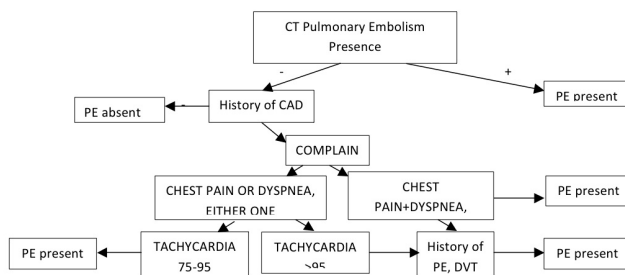 CT Pulmonary Embolism
Presence
-
+
PE absent
-
History of CAD
PE present
COMPLAIN
CHEST PAIN OR DYSPNEA,
EITHER ONE
CHEST
PAIN+DYSPNEA,
PE present
PE present
TACHYCARDIA
75-95
TACHYCARDIA
>95
History of
PE, DVT
PE present